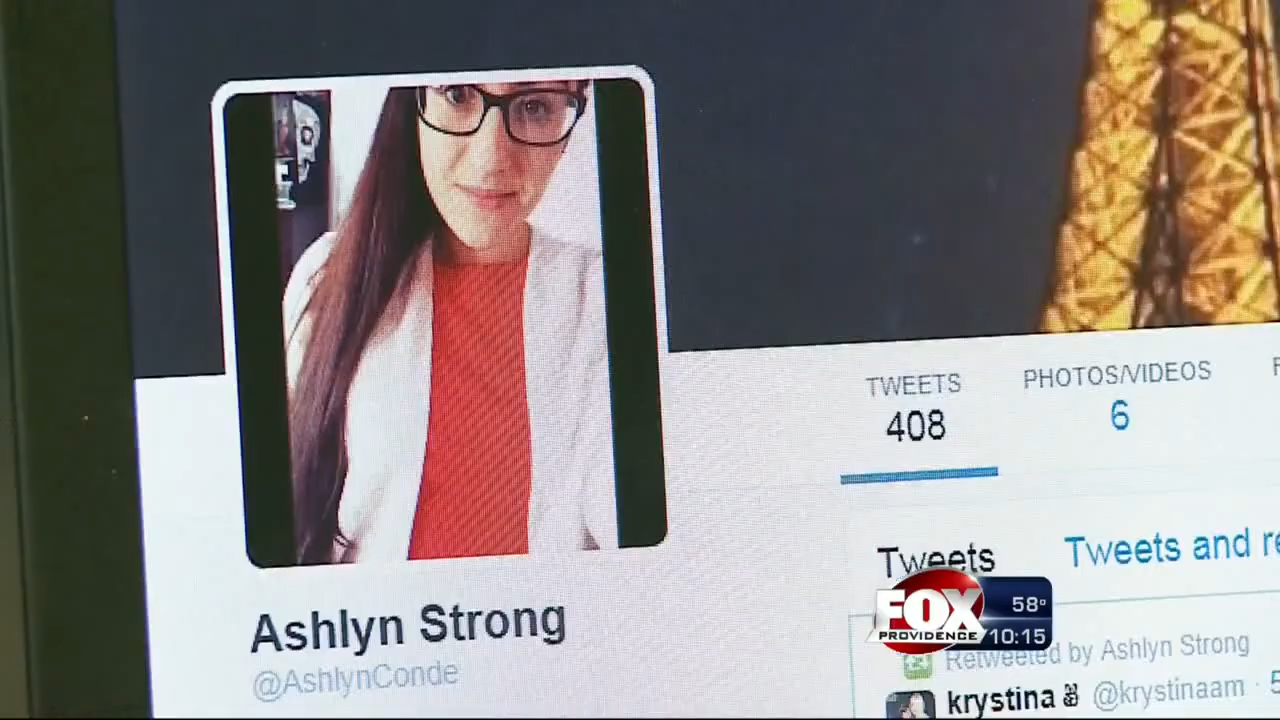 TWEETS
408
PHOTOS/VIDEOS
6
Tweets
Tweets and re
Ashlyn Strong
@AshlynConde
Retweeted by Ashlyn Strong
krystina @krystinaam · 5
FOX
PROVIDENCE
58°
10:15